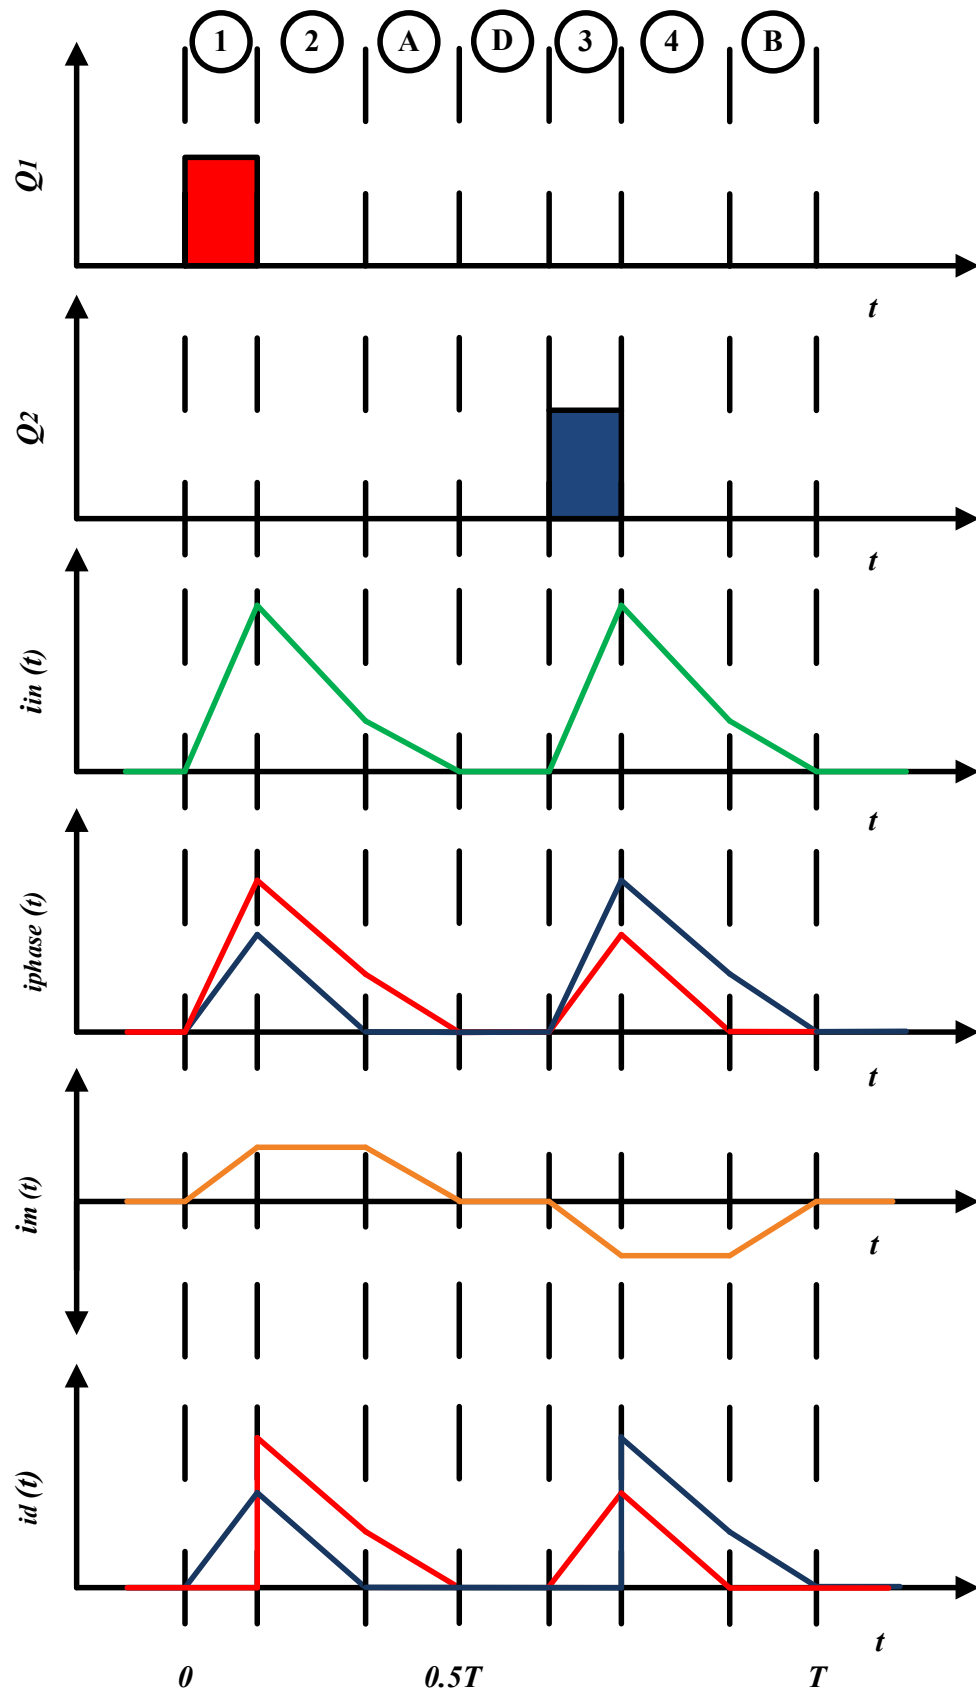 1 2 A D 3 4 B
Q1
t
Q2
t
iin (t)
t
iphase (t)
t
im (t)
t
id (t)
t
0 0.5T T